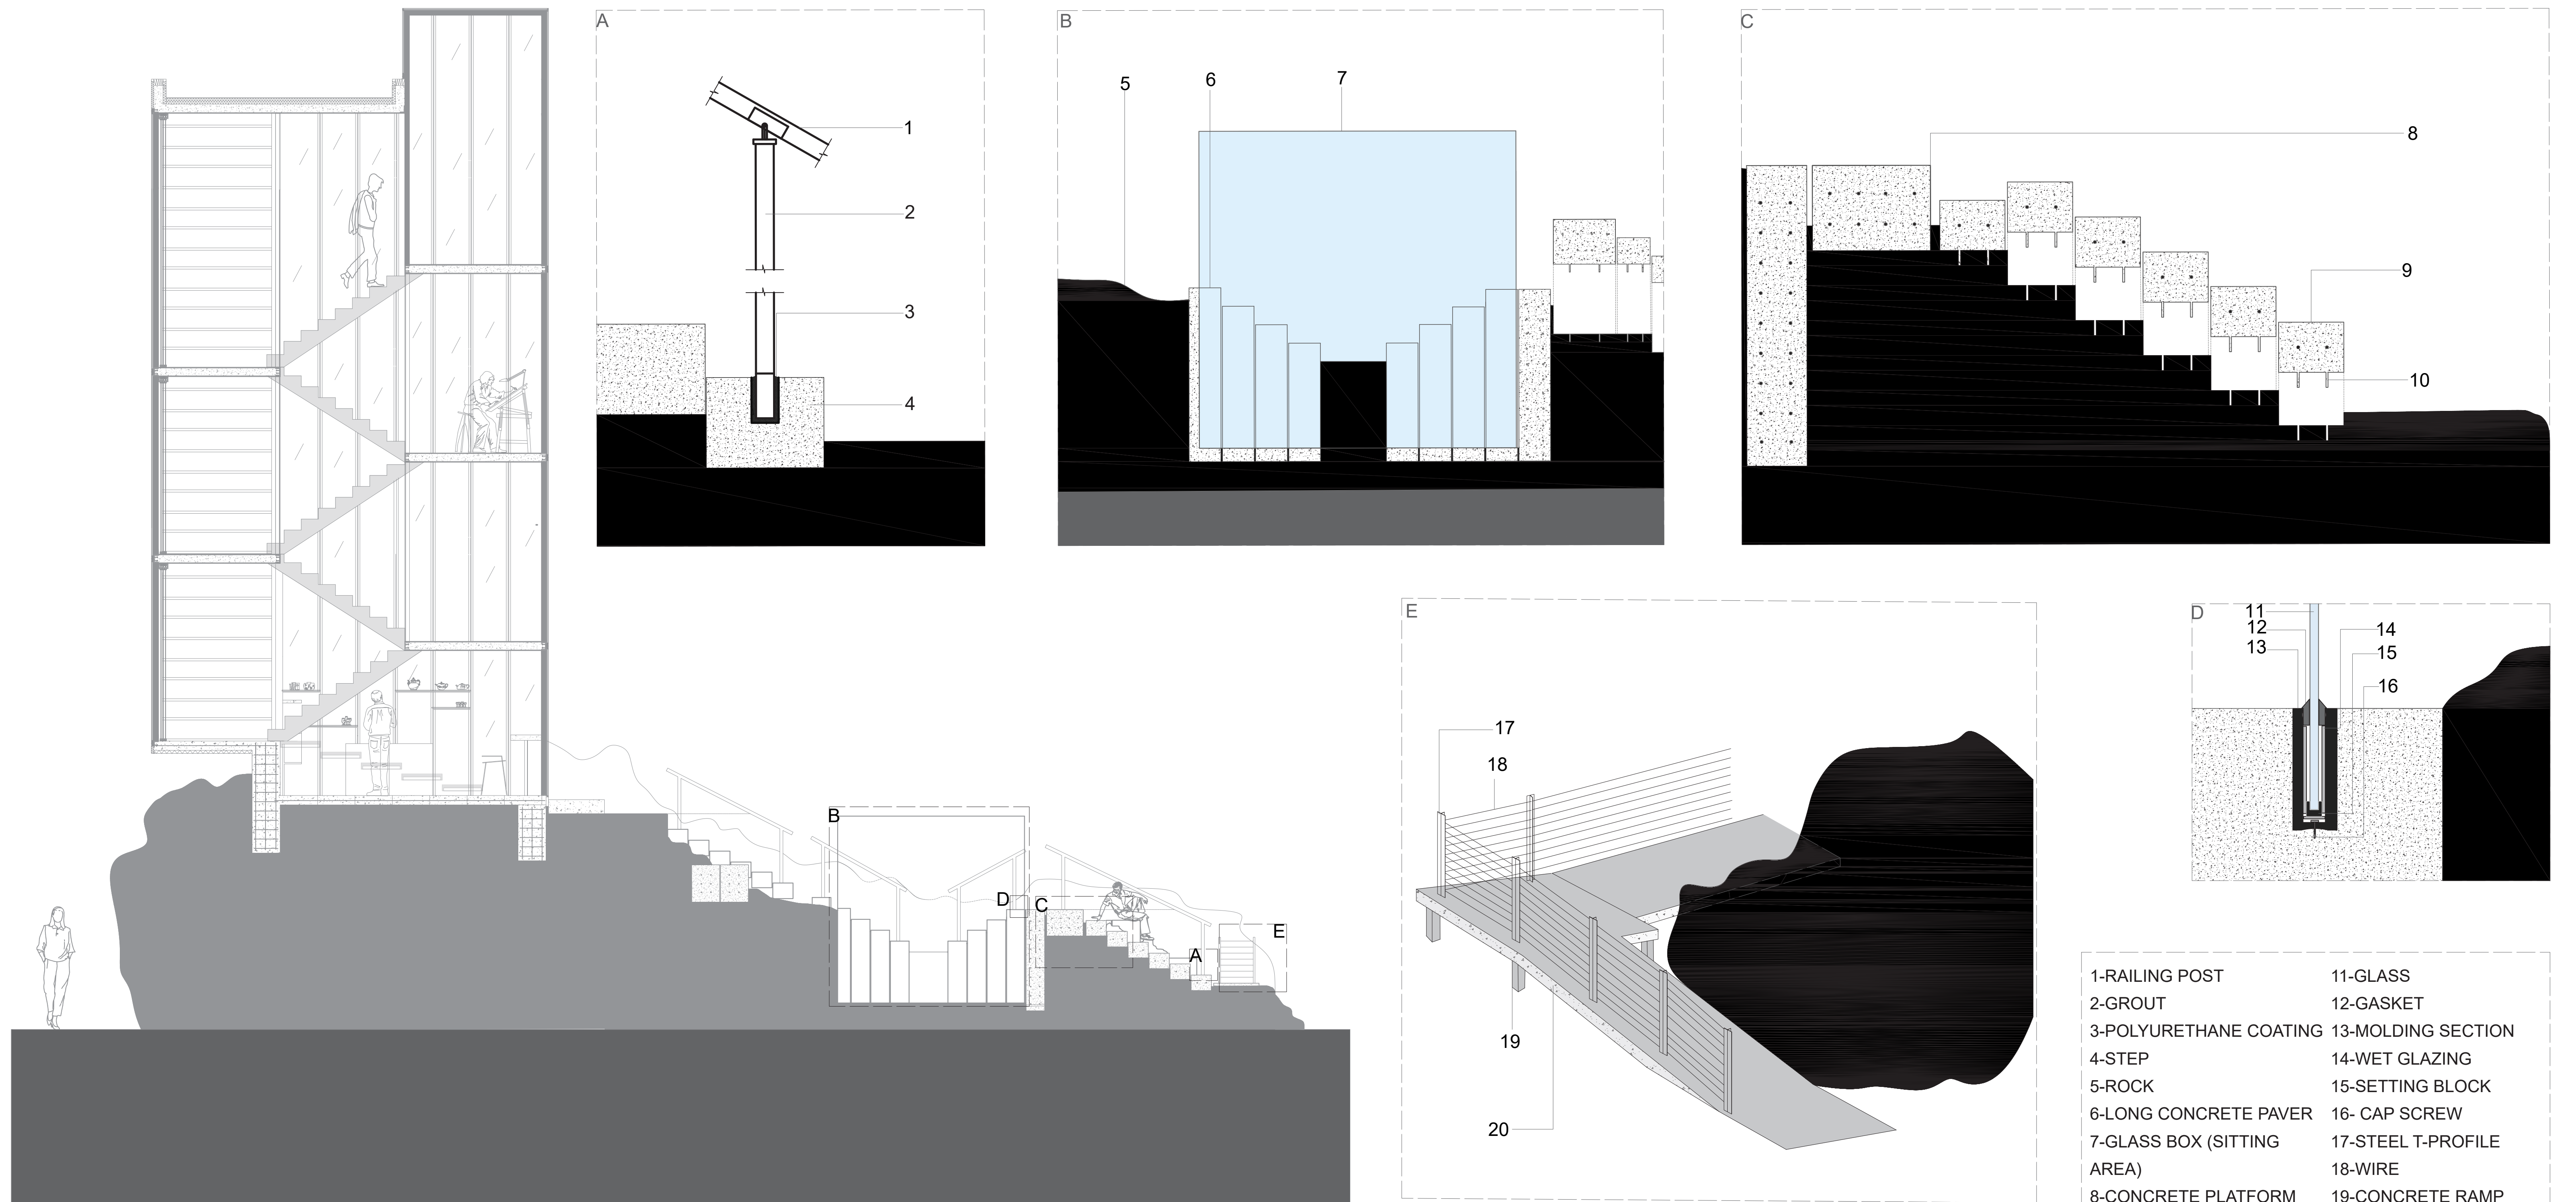 A
1
2
3
4
B
5
6
7
C
8
9
10
B
D
C
A
E
E
17
18
19
20
D
11
12
13
14
15
16
1-RAILING POST
2-GROUT
3-POLYURETHANE COATING
4-STEP
5-ROCK
6-LONG CONCRETE PAVER
7-GLASS BOX (SITTING
AREA)
8-CONCRETE PLATFORM
11-GLASS
12-GASKET
13-MOLDING SECTION
14-WET GLAZING
15-SETTING BLOCK
16- CAP SCREW
17-STEEL T-PROFILE
18-WIRE
19-CONCRETE RAMP